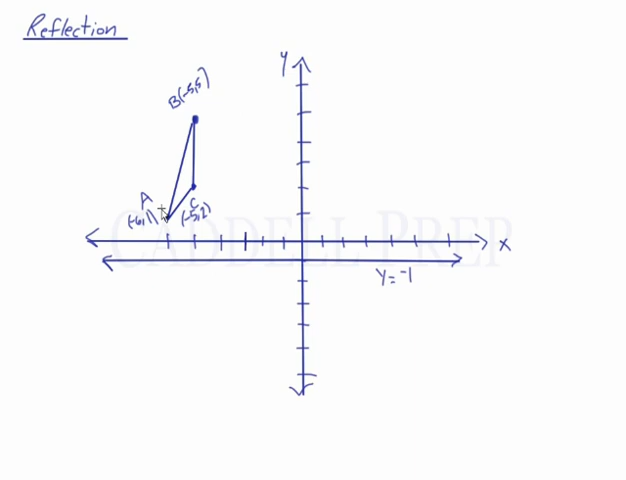 Reflection
y
B(-5,5)
A
(-6,1)
C
(-5,2)
x
y=-1
CADDELL PREP